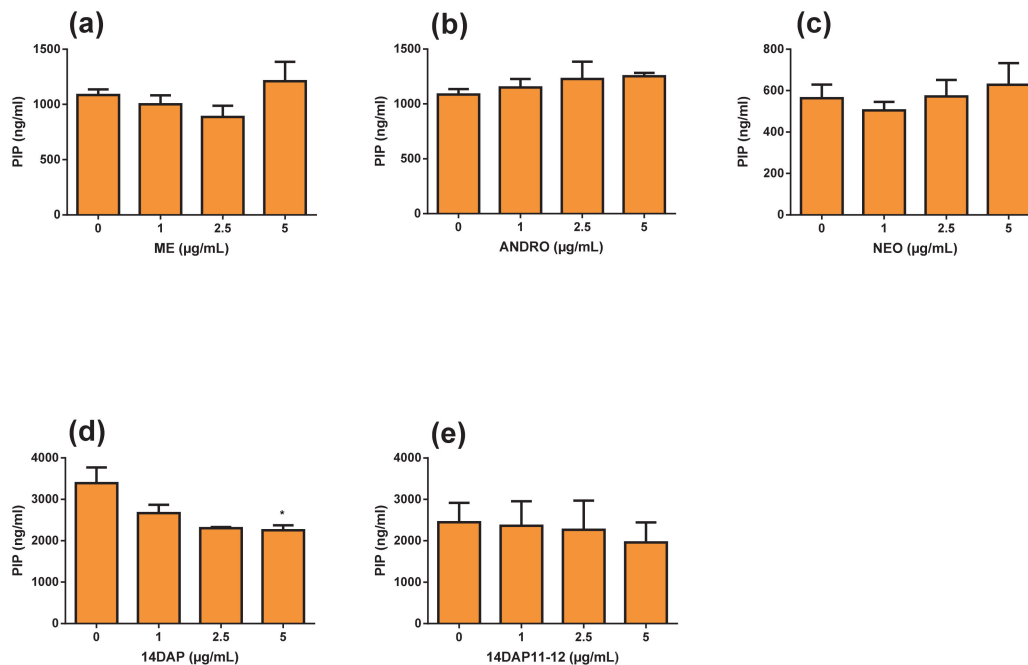 (a)
1500
1000
500
0
PIP (ng/ml)
0 1 2.5 5
ME (µg/mL)
(b)
1500
1000
500
0
PIP (ng/ml)
0 1 2.5 5
ANDRO (µg/mL)
(c)
800
600
400
200
0
PIP (ng/ml)
0 1 2.5 5
NEO (µg/mL)
(d)
4000
3000
2000
1000
0
PIP (ng/ml)
*
0 1 2.5 5
14DAP (µg/mL)
(e)
4000
3000
2000
1000
0
PIP (ng/ml)
0 1 2.5 5
14DAP11-12 (µg/mL)